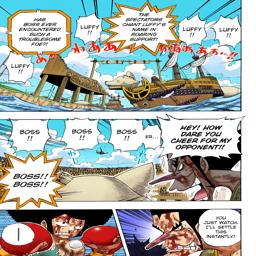 HAS
BOSS EVER
ENCOUNTERED
SUCH A
TROUBLESOME
FOE?!
LUFFY
!!
THE
SPECTATORS
CHANT LUFFY'S
NAME IN
ROARING
SUPPORT!!
LUFFY
!!
LUFFY
!!
LUFFY
!!
BOSS
!!
BOSS
!!
BOSS
!!
ER...
HEY! HOW
DARE YOU
CHEER FOR MY
OPPONENT!!
BOSS!!
BOSS!!
YOU
JUST WATCH.
I'LL SETTLE
THIS
INSTANTLY!